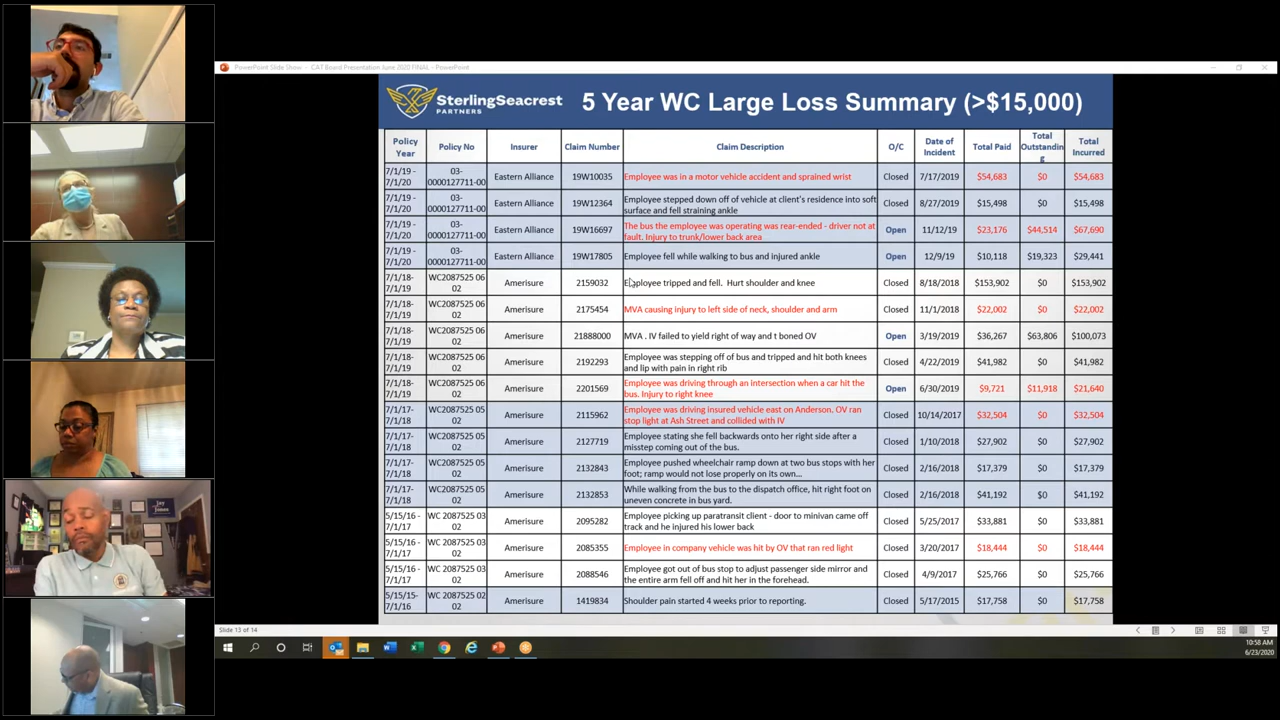 PowerPoint Slide Show - CAT Board Presentation June 2020 FINAL - PowerPoint
SterlingSeacrest
PARTNERS
5 Year WC Large Loss Summary (>$15,000)
Policy Year Policy No Insurer Claim Number Claim Description O/C Date of Incident Total Paid Total Outstanding Total Incurred
7/1/19 - 7/1/20 03-0000127711-00 Eastern Alliance 19W10035 Employee was in a motor vehicle accident and sprained wrist Closed 7/17/2019 $54,683 $0 $54,683
7/1/19 - 7/1/20 03-0000127711-00 Eastern Alliance 19W12364 Employee stepped down off of vehicle at client's residence into soft surface and fell straining ankle Closed 8/27/2019 $15,498 $0 $15,498
7/1/19 - 7/1/20 03-0000127711-00 Eastern Alliance 19W16697 The bus the employee was operating was rear-ended - driver not at fault. Injury to trunk/lower back area Open 11/12/19 $23,176 $44,514 $67,690
7/1/19 - 7/1/20 03-0000127711-00 Eastern Alliance 19W17805 Employee fell while walking to bus and injured ankle Open 12/9/19 $10,118 $19,323 $29,441
7/1/18- 7/1/19 WC2087525 06 02 Amerisure 2159032 Employee tripped and fell. Hurt shoulder and knee Closed 8/18/2018 $153,902 $0 $153,902
7/1/18- 7/1/19 WC2087525 06 02 Amerisure 2175454 MVA causing injury to left side of neck, shoulder and arm Closed 11/1/2018 $22,002 $0 $22,002
7/1/18- 7/1/19 WC2087525 06 02 Amerisure 21888000 MVA . IV failed to yield right of way and t boned OV Open 3/19/2019 $36,267 $63,806 $100,073
7/1/18- 7/1/19 WC2087525 06 02 Amerisure 2192293 Employee was stepping off of bus and tripped and hit both knees and lip with pain in right rib Closed 4/22/2019 $41,982 $0 $41,982
7/1/18- 7/1/19 WC2087525 06 02 Amerisure 2201569 Employee was driving through an intersection when a car hit the bus. Injury to right knee Open 6/30/2019 $9,721 $11,918 $21,640
7/1/17- 7/1/18 WC2087525 05 02 Amerisure 2115962 Employee was driving insured vehicle east on Anderson. OV ran stop light at Ash Street and collided with IV Closed 10/14/2017 $32,504 $0 $32,504
7/1/17- 7/1/18 WC2087525 05 02 Amerisure 2127719 Employee stating she fell backwards onto her right side after a misstep coming out of the bus. Closed 1/10/2018 $27,902 $0 $27,902
7/1/17- 7/1/18 WC2087525 05 02 Amerisure 2132843 Employee pushed wheelchair ramp down at two bus stops with her foot; ramp would not lose properly on its own... Closed 2/16/2018 $17,379 $0 $17,379
7/1/17- 7/1/18 WC2087525 05 02 Amerisure 2132853 While walking from the bus to the dispatch office, hit right foot on uneven concrete in bus yard. Closed 2/16/2018 $41,192 $0 $41,192
5/15/16 - 7/1/17 WC 2087525 03 02 Amerisure 2095282 Employee picking up paratransit client - door to minivan came off track and he injured his lower back Closed 5/25/2017 $33,881 $0 $33,881
5/15/16 - 7/1/17 WC 2087525 03 02 Amerisure 2085355 Employee in company vehicle was hit by OV that ran red light Closed 3/20/2017 $18,444 $0 $18,444
5/15/16 - 7/1/17 WC 2087525 03 02 Amerisure 2088546 Employee got out of bus stop to adjust passenger side mirror and the entire arm fell off and hit her in the forehead. Closed 4/9/2017 $25,766 $0 $25,766
5/15/15- 7/1/16 WC 2087525 02 02 Amerisure 1419834 Shoulder pain started 4 weeks prior to reporting. Closed 5/17/2015 $17,758 $0 $17,758
Slide 13 of 14
10:58 AM
6/23/2020